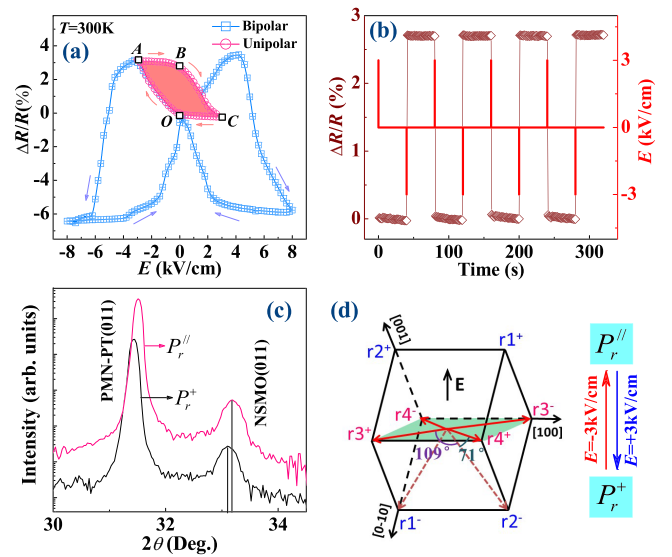 T=300K
Bipolar
Unipolar
(a)
A
B
O
C
4
2
0
-2
-4
-6
ΔR/R(%)
-8 -6 -4 -2 0 2 4 6 8
E (kV/cm)
(b)
3
2
1
0
ΔR/R (%)
3
0
-3
E (kV/cm)
0 100 200 300
Time (s)
(c)
PMN-PT(011)
NSMO(011)
P_r^//
P_r^+
Intensity (arb. units)
30 31 32 33 34
2θ (Deg.)
(d)
[001]
r1+
r2+
E
r4-
r3-
[100]
r3+
r4+
109° 71°
[0-10]
r1-
r2-
P_r^//
E=-3kV/cm
E=+3kV/cm
P_r^+